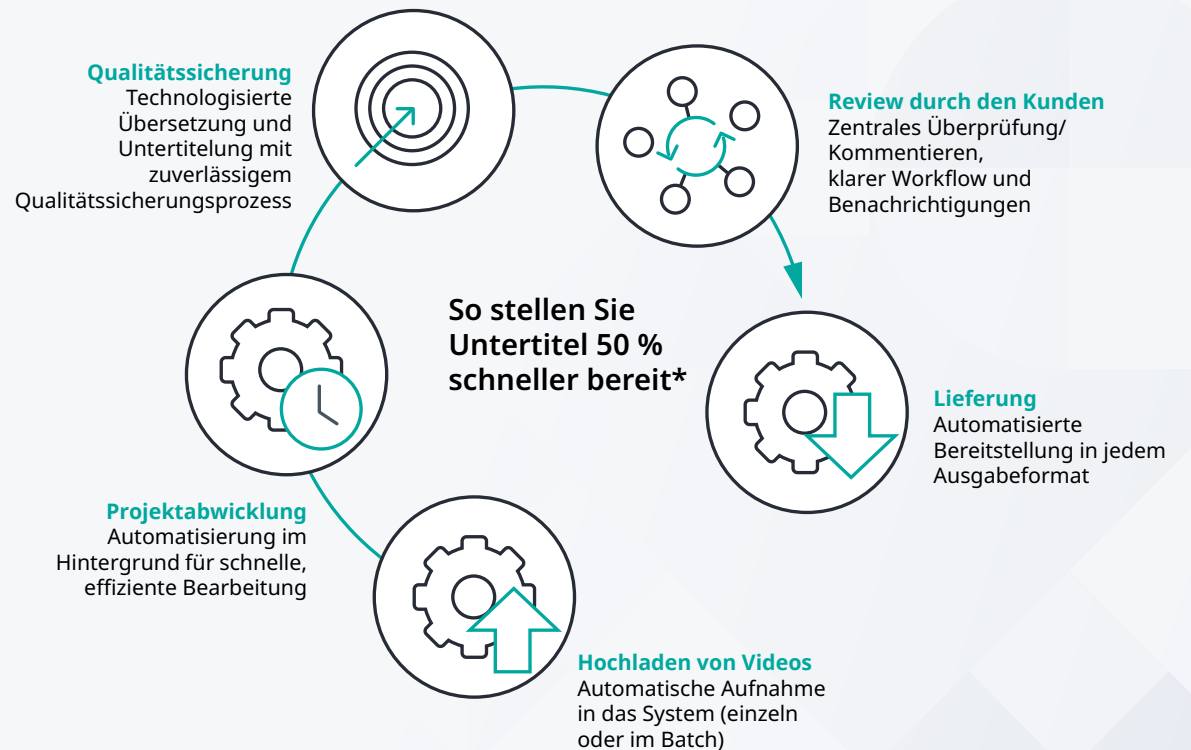 Qualitätssicherung
Technologisierte
Übersetzung und
Untertitelung mit
zuverlässigem
Qualitätssicherungsprozess
Review durch den Kunden
Zentrales Überprüfung/
Kommentieren,
klarer Workflow und
Benachrichtigungen
So stellen Sie
Untertitel 50 %
schneller bereit*
Lieferung
Automatisierte
Bereitstellung in jedem
Ausgabeformat
Projektabwicklung
Automatisierung im
Hintergrund für schnelle,
effiziente Bearbeitung
Hochladen von Videos
Automatische Aufnahme
in das System (einzeln
oder im Batch)